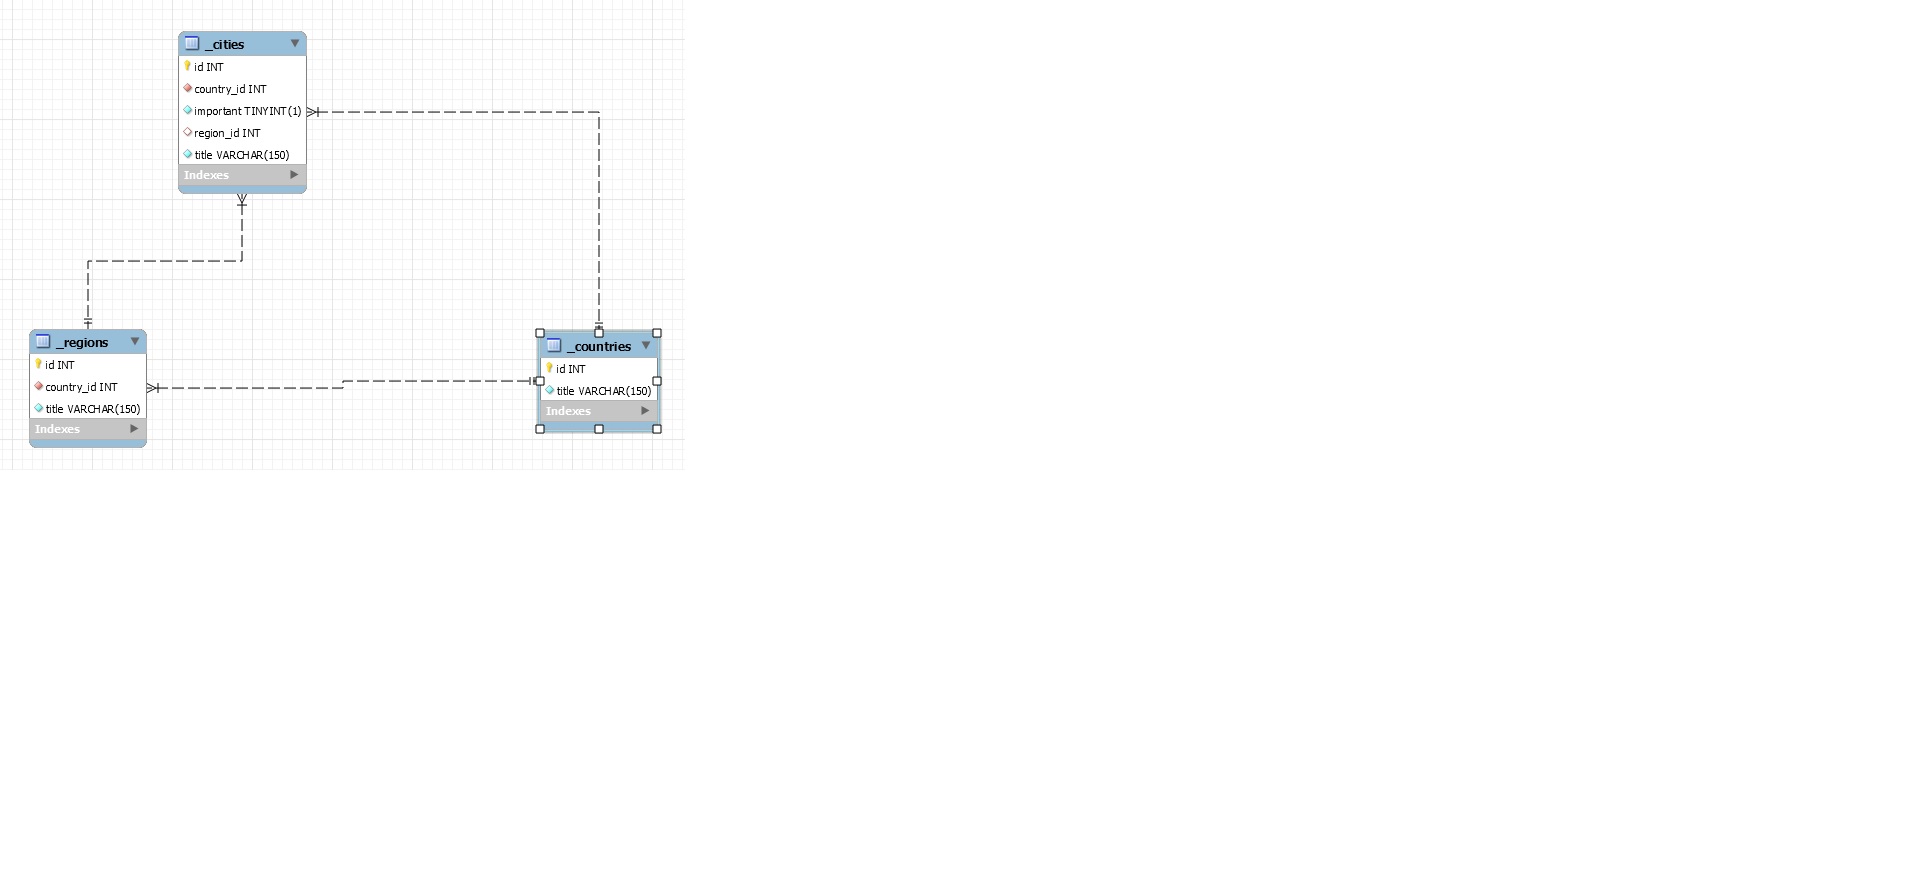 _cities
id INT
country_id INT
important TINYINT(1)
region_id INT
title VARCHAR(150)
Indexes
_regions
id INT
country_id INT
title VARCHAR(150)
Indexes
_countries
id INT
title VARCHAR(150)
Indexes